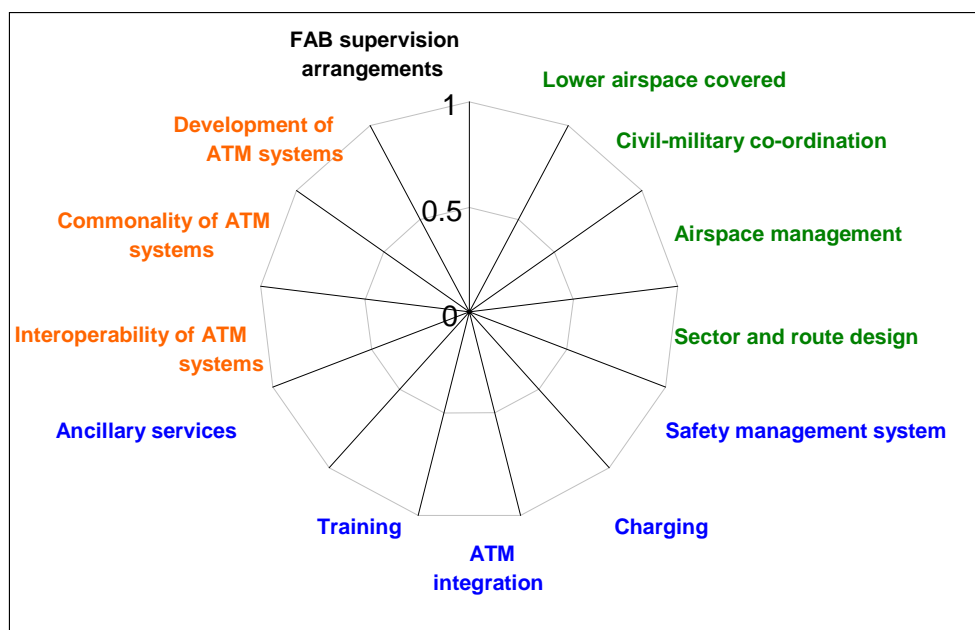 FAB supervision
arrangements
Lower airspace covered
1
Development of
ATM systems
Civil-military co-ordination
Commonality of ATM
systems
0.5
Airspace management
Interoperability of ATM
systems
0
Sector and route design
Ancillary services
Safety management system
Training
Charging
ATM
integration